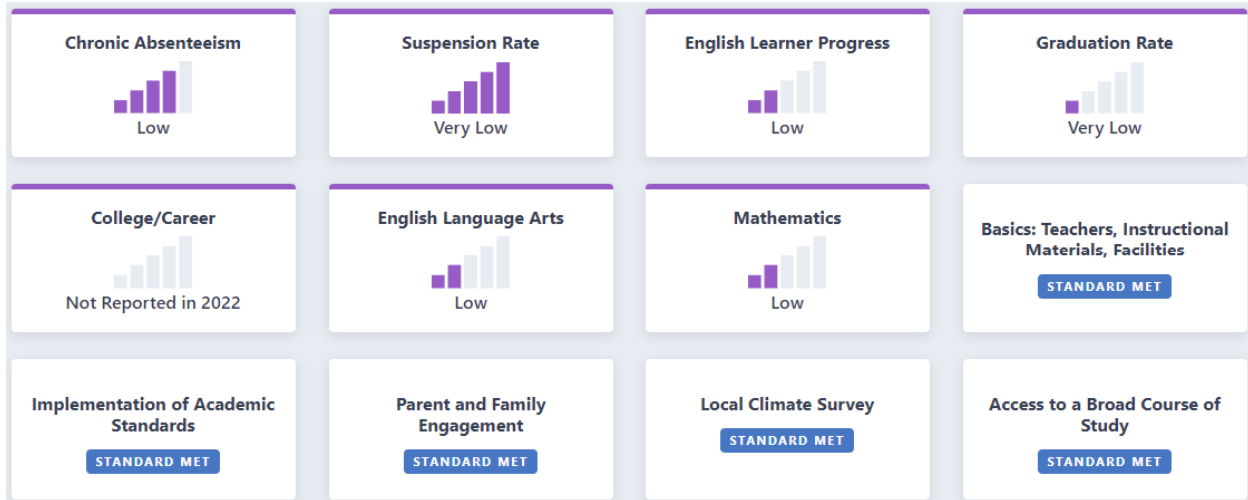 Chronic Absenteeism
Low
Suspension Rate
Very Low
English Learner Progress
Low
Graduation Rate
Very Low
College/Career
Not Reported in 2022
English Language Arts
Low
Mathematics
Low
Basics: Teachers, Instructional
Materials, Facilities
STANDARD MET
Implementation of Academic
Standards
STANDARD MET
Parent and Family
Engagement
STANDARD MET
Local Climate Survey
STANDARD MET
Access to a Broad Course of
Study
STANDARD MET